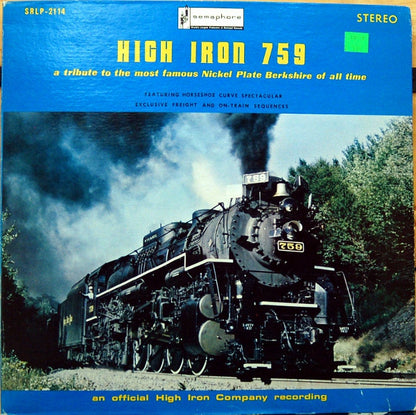 SRLP-2114
semaphore
STEREO
HIGH IRON 759
a tribute to the most famous Nickel Plate Berkshire of all time
FEATURING HORSESHOE CURVE SPECTACULAR
EXCLUSIVE FREIGHT AND ON-TRAIN SEQUENCES
759
759
an official High Iron Company recording